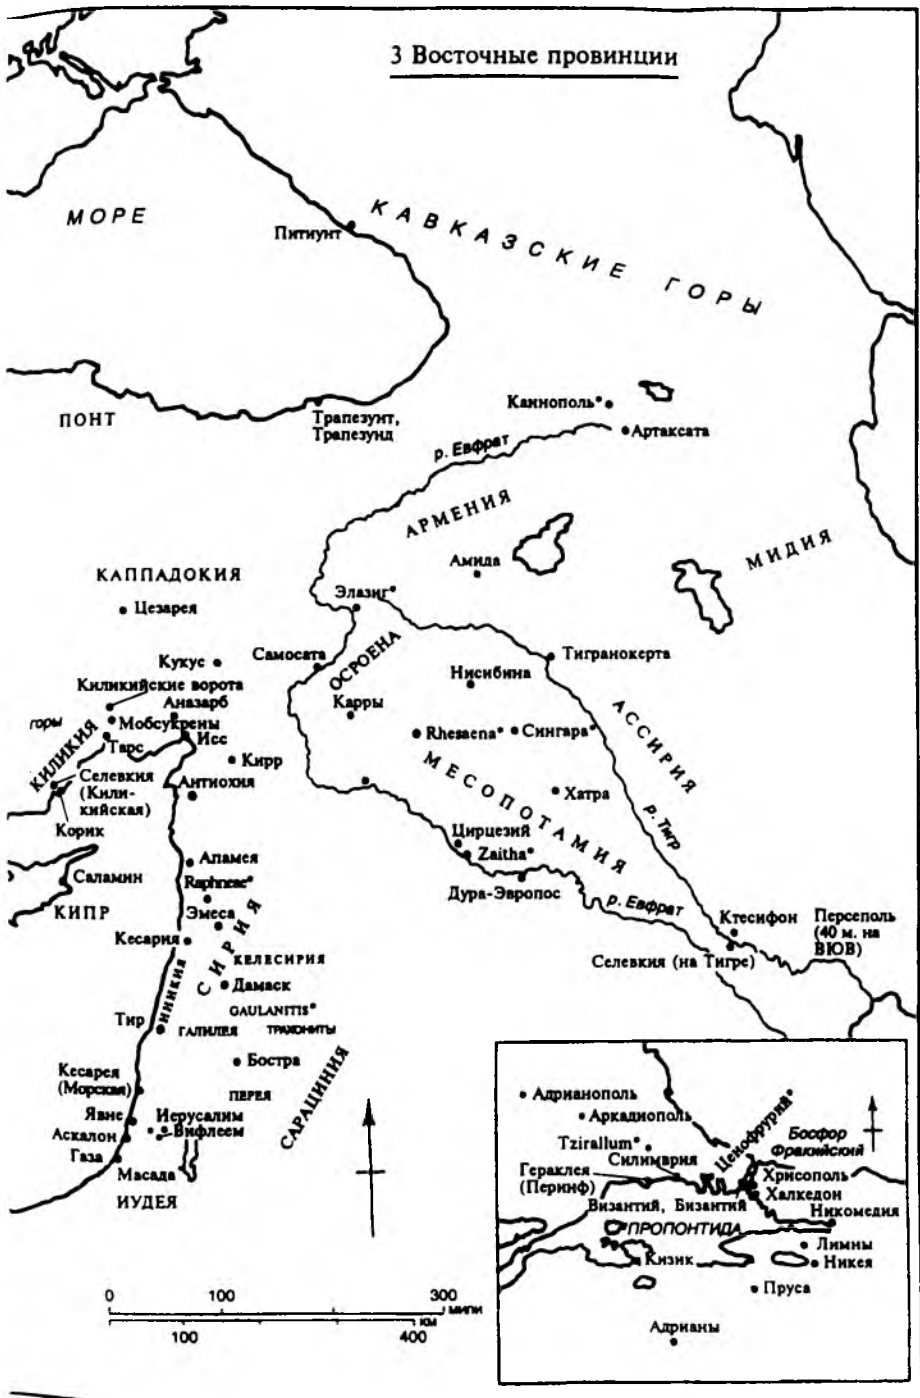 3 Восточные провинции
МОРЕ
КАВКАЗСКИЕ ГОРЫ
Питиунт
ПОНТ
Трапезунт,
Трапезунд
Каинополь*
Артаксата
р. Евфрат
АРМЕНИЯ
Амида
МИДИЯ
КАППАДОКИЯ
Цезарея
Элазиг*
Кукус
Самосата
ОСРОЕНА
Тигранокерта
Нисибина
Киликийские ворота
Аназарб
Карры
горы
Мобсукрены
Тарс
Исс
Rhesaena*
Сингара*
АССИРИЯ
КИЛИКИЯ
Кирр
МЕСОПОТАМИЯ
Селевкия
(Кили-
кийская)
Антиохия
Хатра
р. Тигр
Корик
Цирцезий
Zaitha*
Апамея
Raphneae*
Саламин
КИПР
Дура-Эвропос
р. Евфрат
Эмеса
Ктесифон
Персеполь
(40 м. на
ВЮВ)
Кесария
СИРИЯ
Селевкия (на Тигре)
КЕЛЕСИРИЯ
ИНИКИЯ
Дамаск
GAULANITIS*
Тир
ГАЛИЛЕЯ
ТРАХОНИТЫ
Бостра
Кесарея
(Морская)
ПЕРЕЯ
САРАЦИНИЯ
Явне
Иерусалим
Аскалон
Вифлеем
Газа
Масада
ИУДЕЯ
0 100 300
мили
км
100 400
Адрианополь
Аркадиополь
Tzirallum*
Ценофрурий*
Босфор
Фракийский
Силимврия
Гераклея
(Перинф)
Хрисополь
Халкедон
Византий, Бизантий
Никомедия
ПРОПОНТИДА
Лимны
Кизик
Никея
Пруса
Адрианы